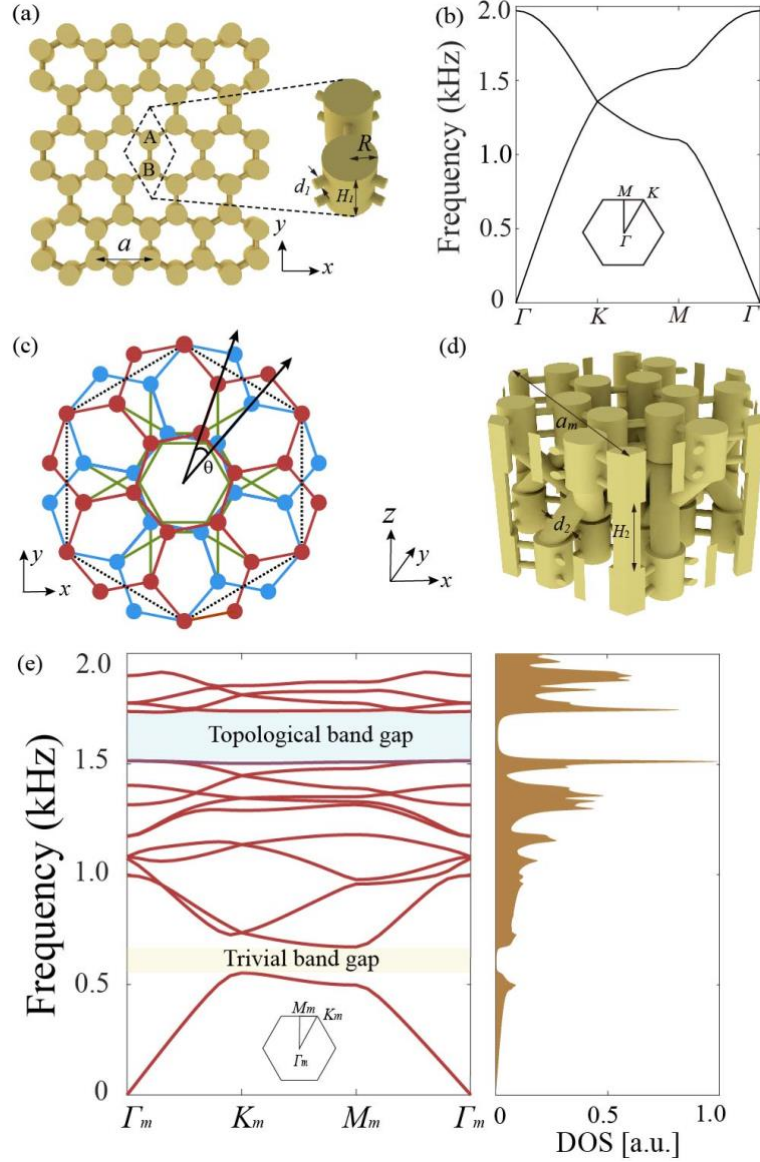 (a)
A
B
a
y
x
R
d₁
H₁
(b)
Frequency (kHz)
2.0
1.5
1.0
0.5
0
M
K
Γ
Γ
K
M
Γ
(c)
θ
y
x
z
y
x
(d)
aₘ
d₂
H₂
(e)
Frequency (kHz)
2.0
1.5
1.0
0.5
0
Topological band gap
Trivial band gap
Mₘ
Kₘ
Γₘ
Γₘ
Kₘ
Mₘ
Γₘ
0
0.5
1.0
DOS [a.u.]